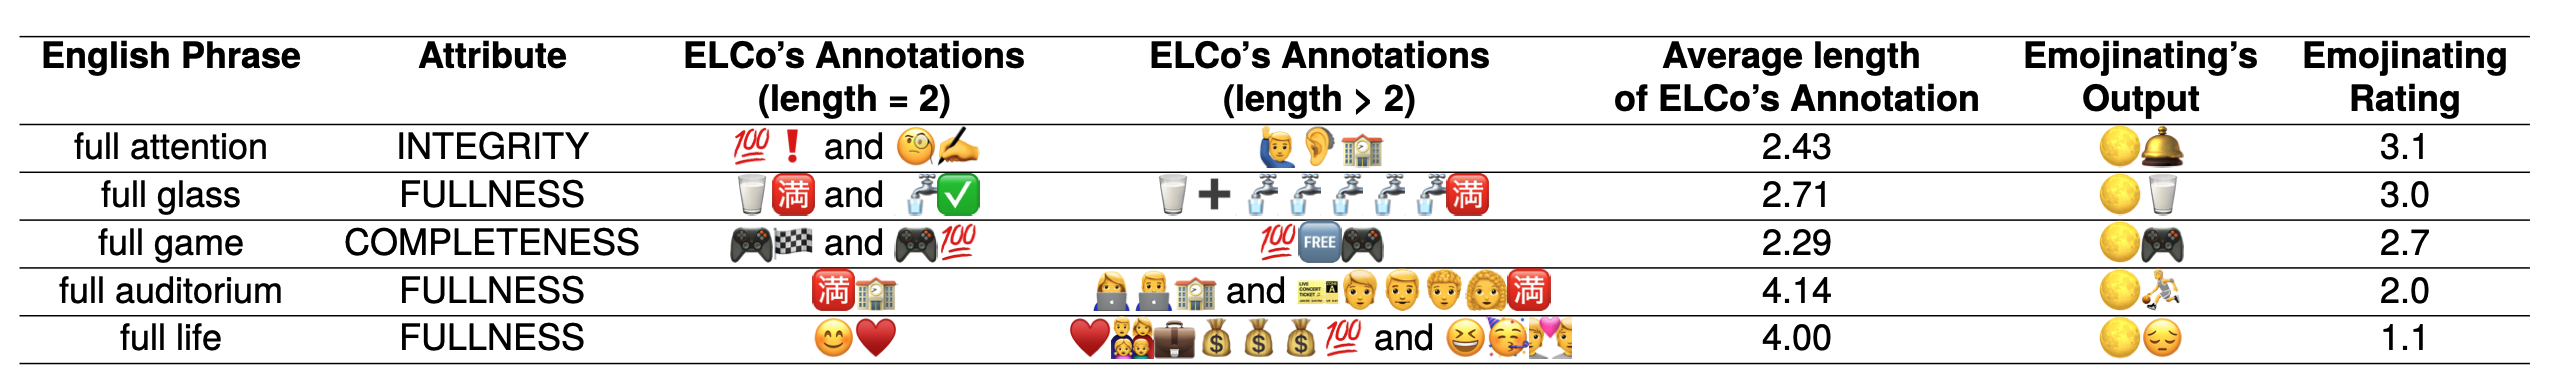 English Phrase Attribute ELCo’s Annotations (length = 2) ELCo’s Annotations (length > 2) Average length of ELCo’s Annotation Emojinating’s Output Emojinating Rating
full attention INTEGRITY 💯❗ and 🧐✍️ 🙋‍♂️👂🏫 2.43 🌕🛎️ 3.1
full glass FULLNESS 🥛🈵 and 🚰✅ 🥛➕🚰🚰🚰🚰🚰🈵 2.71 🌕🥛 3.0
full game COMPLETENESS 🎮🏁 and 🎮💯 💯🆓🎮 2.29 🌕🎮 2.7
full auditorium FULLNESS 🈵🏫 👩‍💻👨‍💻🏫 and 🎫🧑👨👨‍🦱👩‍🦱🈵 4.14 🌕⛹️ 2.0
full life FULLNESS 😊❤️ ❤️👨‍👩‍👧‍👦💼💰💰💰💯 and 😆🥳💑 4.00 🌕😔 1.1